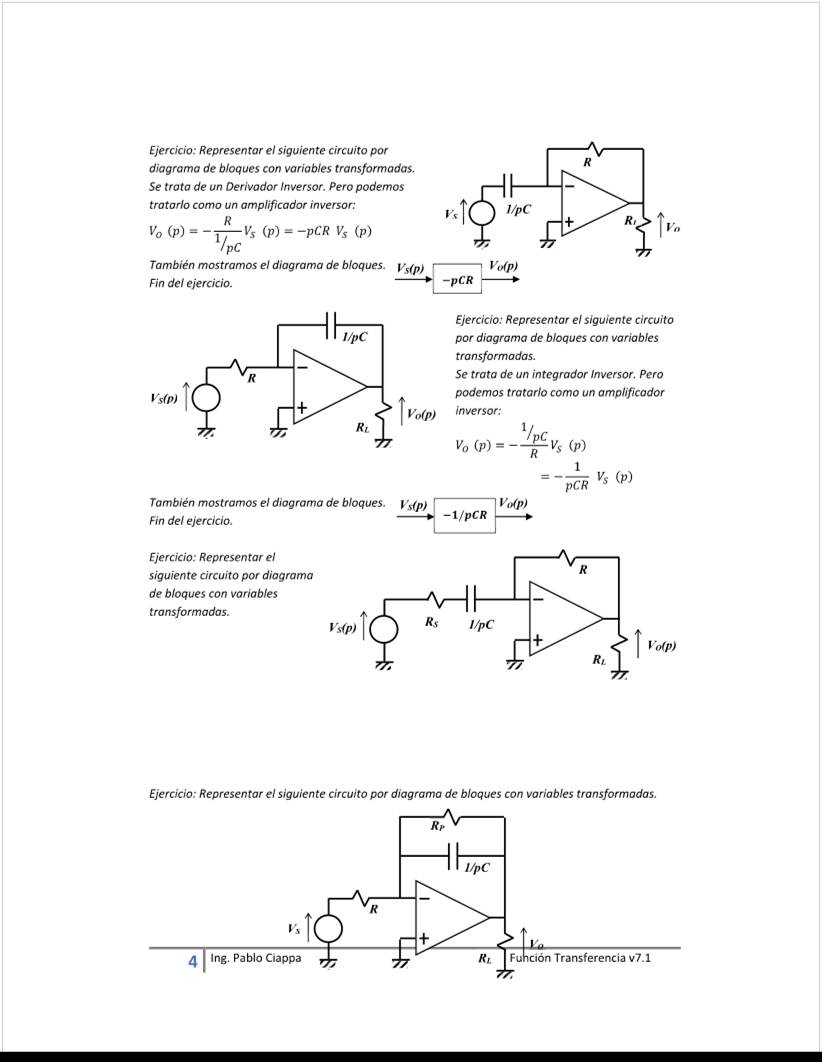 Ejercicio: Representar el siguiente circuito por
diagrama de bloques con variables transformadas.
Se trata de un Derivador Inversor. Pero podemos
tratarlo como un amplificador inversor:
V_O (p) = − R / (1/pC) V_S (p) = −pCR V_S (p)
R
1/pC
V_S
R_L
V_O
También mostramos el diagrama de bloques.
Fin del ejercicio.
V_S(p)
−pCR
V_O(p)
1/pC
R
V_S(p)
R_L
V_O(p)
Ejercicio: Representar el siguiente circuito
por diagrama de bloques con variables
transformadas.
Se trata de un integrador Inversor. Pero
podemos tratarlo como un amplificador
inversor:
V_O (p) = − (1/pC) / R V_S (p)
= − 1 / pCR V_S (p)
También mostramos el diagrama de bloques.
Fin del ejercicio.
V_S(p)
−1/pCR
V_O(p)
Ejercicio: Representar el
siguiente circuito por diagrama
de bloques con variables
transformadas.
R
V_S(p)
R_S
1/pC
R_L
V_O(p)
Ejercicio: Representar el siguiente circuito por diagrama de bloques con variables transformadas.
R_P
1/pC
R
V_S
V_O
R_L
4 Ing. Pablo Ciappa Función Transferencia v7.1